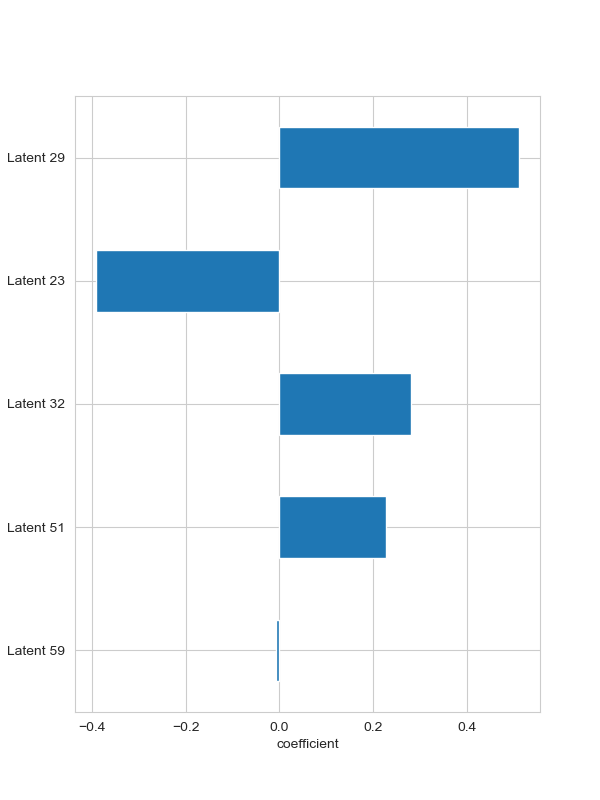 Latent 29
Latent 23
Latent 32
Latent 51
Latent 59
−0.4 −0.2 0.0 0.2 0.4
coefficient